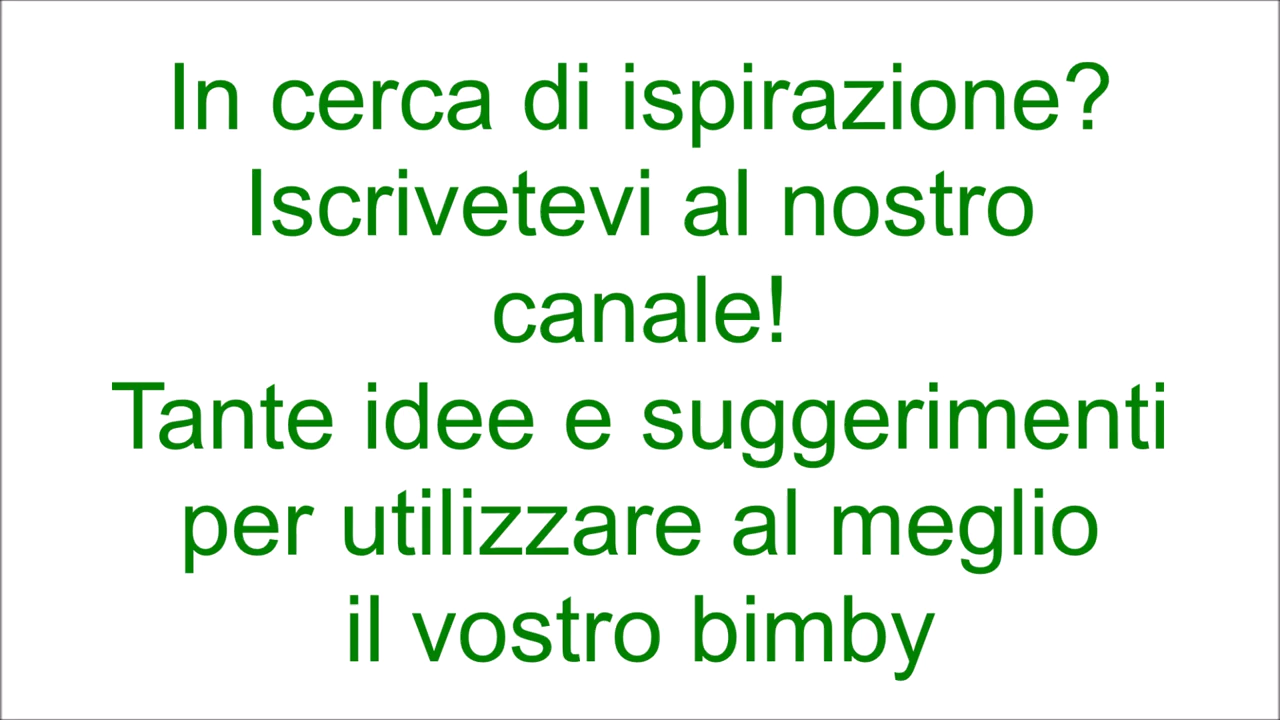 In cerca di ispirazione?
Iscrivetevi al nostro
canale!
Tante idee e suggerimenti
per utilizzare al meglio
il vostro bimby